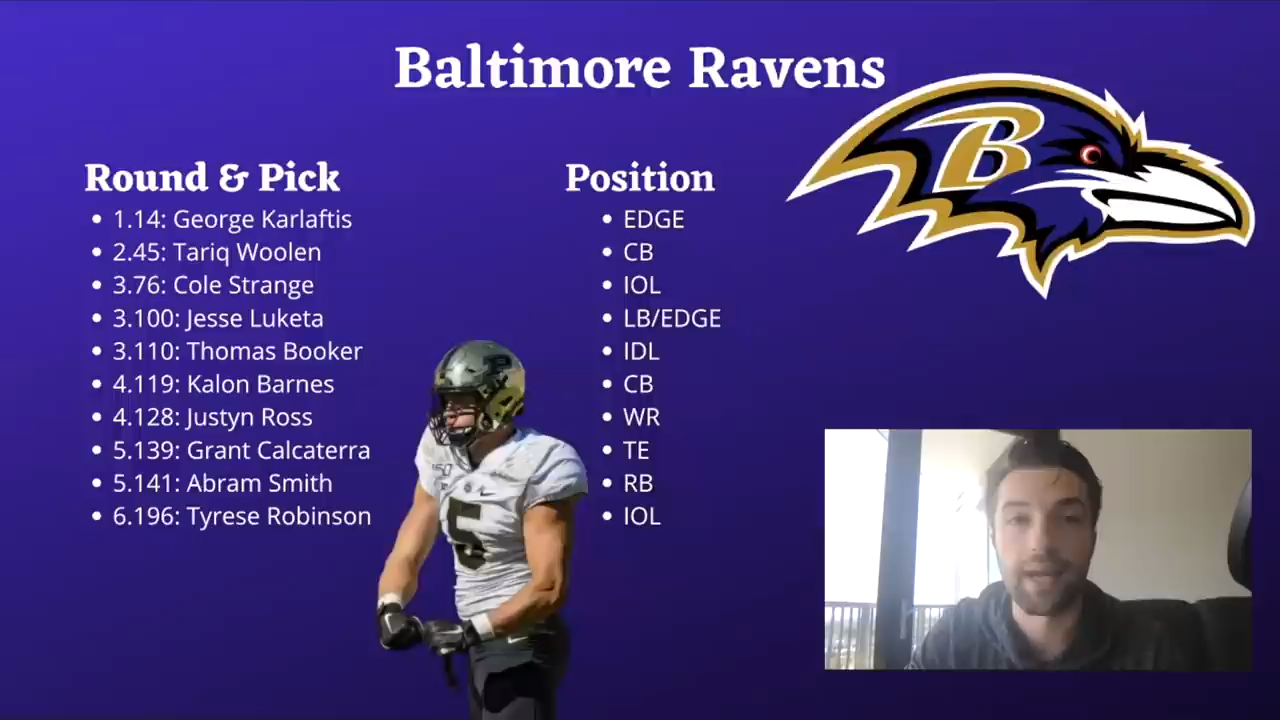 Baltimore Ravens
B
Round & Pick
Position
1.14: George Karlaftis
EDGE
2.45: Tariq Woolen
CB
3.76: Cole Strange
IOL
3.100: Jesse Luketa
LB/EDGE
3.110: Thomas Booker
IDL
4.119: Kalon Barnes
CB
4.128: Justyn Ross
WR
5.139: Grant Calcaterra
TE
5.141: Abram Smith
RB
6.196: Tyrese Robinson
IOL
P
5